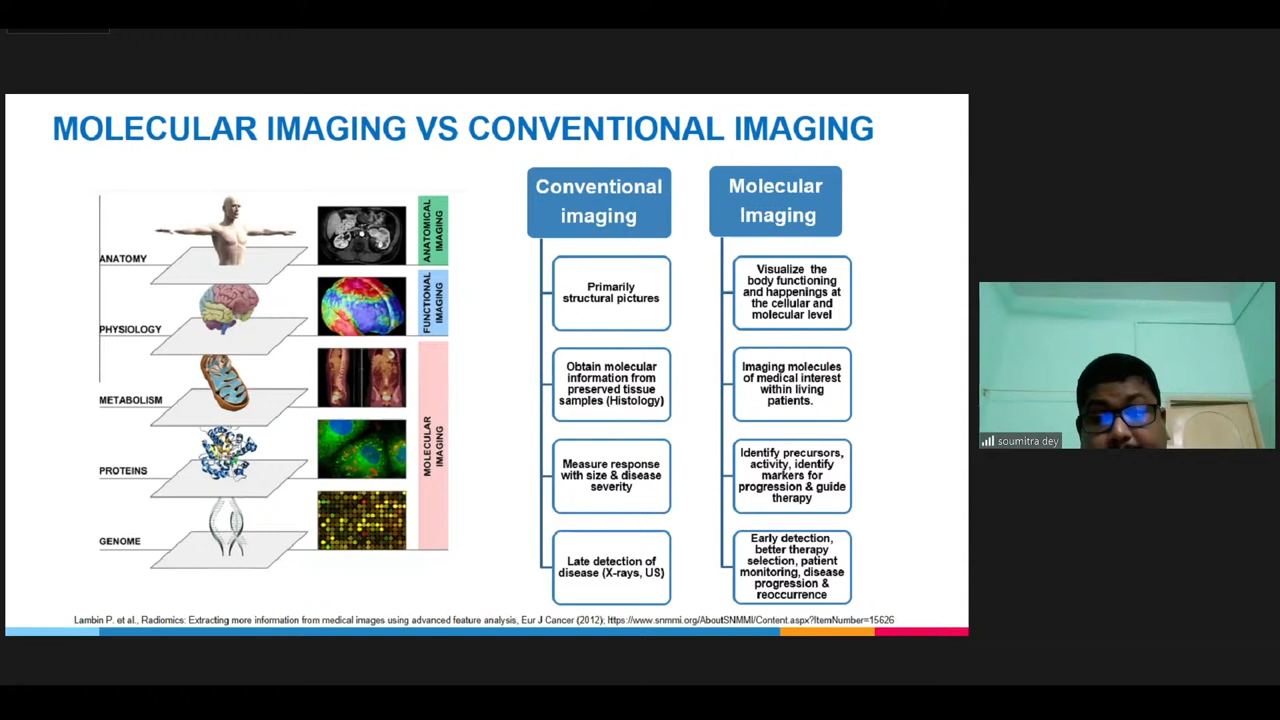 MOLECULAR IMAGING VS CONVENTIONAL IMAGING
ANATOMY
PHYSIOLOGY
METABOLISM
PROTEINS
GENOME
ANATOMICAL
IMAGING
FUNCTIONAL
IMAGING
MOLECULAR
IMAGING
Conventional
imaging
Primarily
structural pictures
Obtain molecular
information from
preserved tissue
samples (Histology)
Measure response
with size & disease
severity
Late detection of
disease (X-rays, US)
Molecular
Imaging
Visualize the
body functioning
and happenings at
the cellular and
molecular level
Imaging molecules
of medical interest
within living
patients.
Identify precursors,
activity, identify
markers for
progression & guide
therapy
Early detection,
better therapy
selection, patient
monitoring, disease
progression &
reoccurrence
Lambin P. et al., Radiomics: Extracting more information from medical images using advanced feature analysis, Eur J Cancer (2012); https://www.snmmi.org/AboutSNMMI/Content.aspx?ItemNumber=15626
soumitra dey